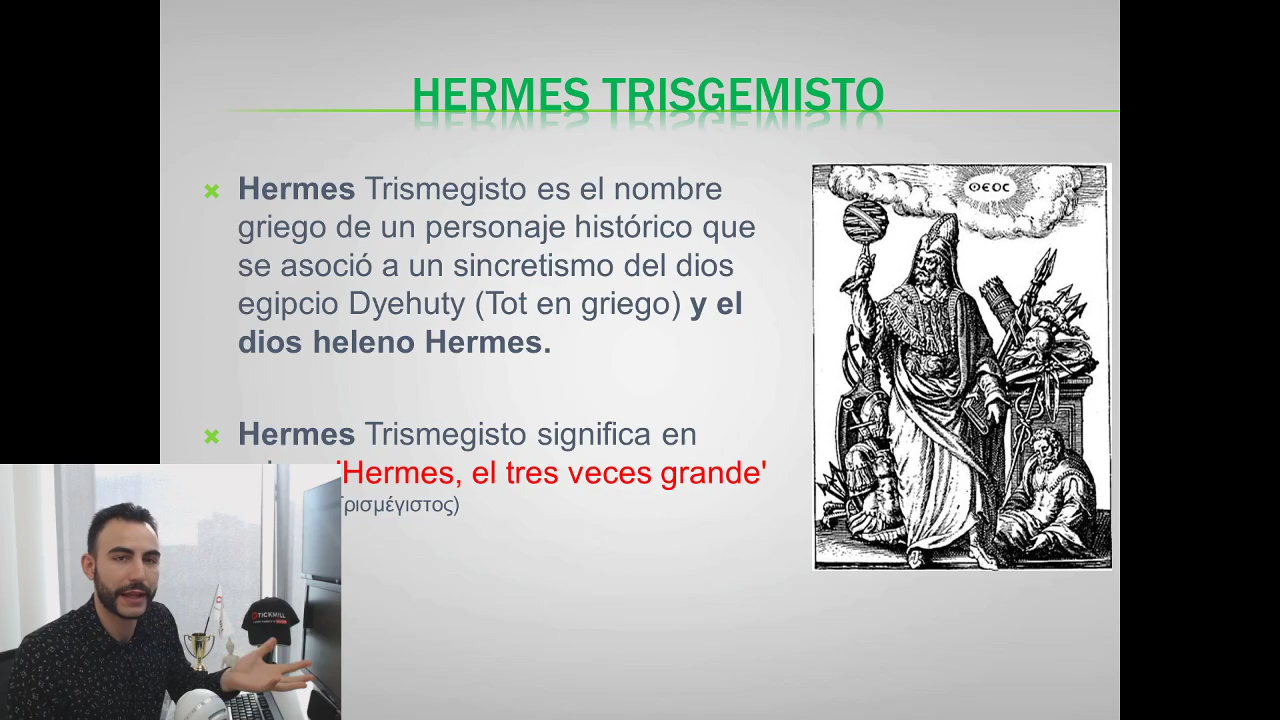 HERMES TRISGEMISTO
Hermes Trismegisto es el nombre
griego de un personaje histórico que
se asoció a un sincretismo del dios
egipcio Dyehuty (Tot en griego) y el
dios heleno Hermes.
ΘΕΟC
Hermes Trismegisto significa en
'Hermes, el tres veces grande'
ρισμέγιστος)
TICKMILL